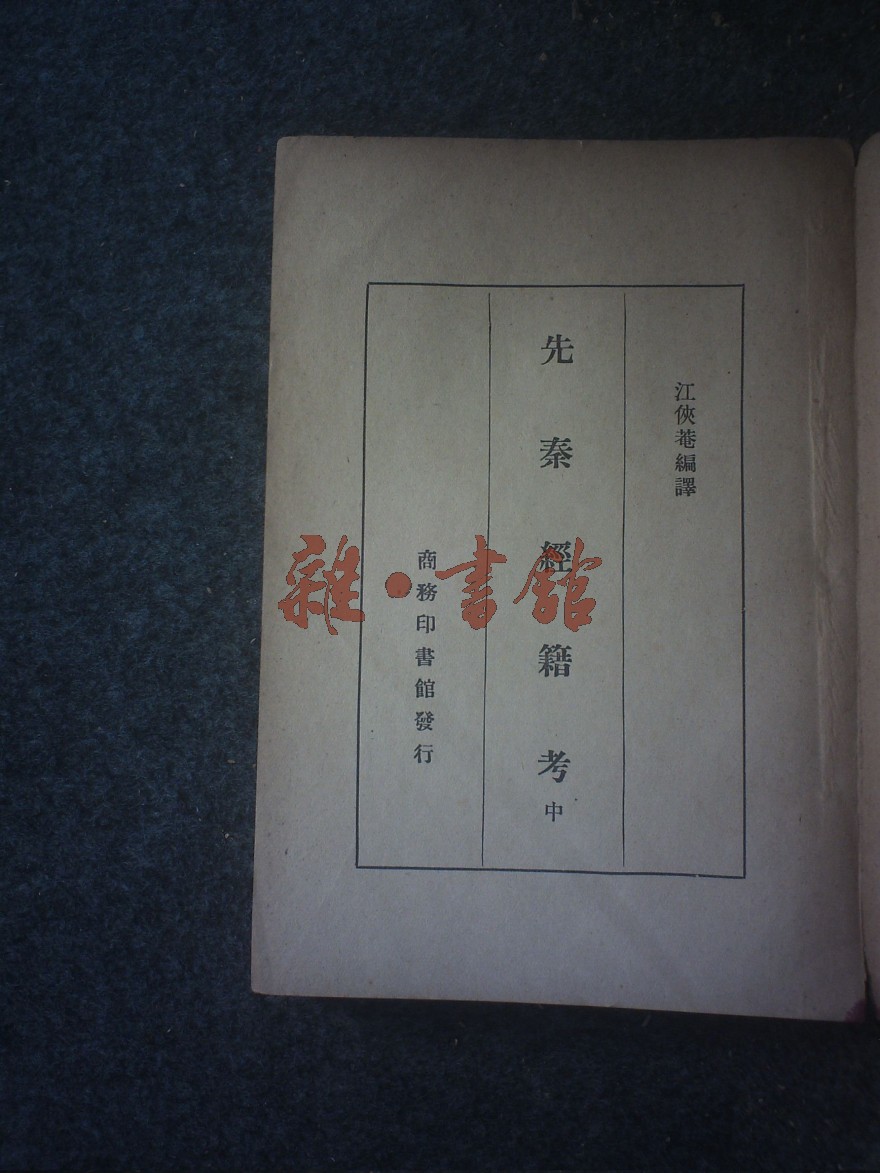 江俠菴編譯
先秦經籍考 中
商務印書館發行
雜·書館